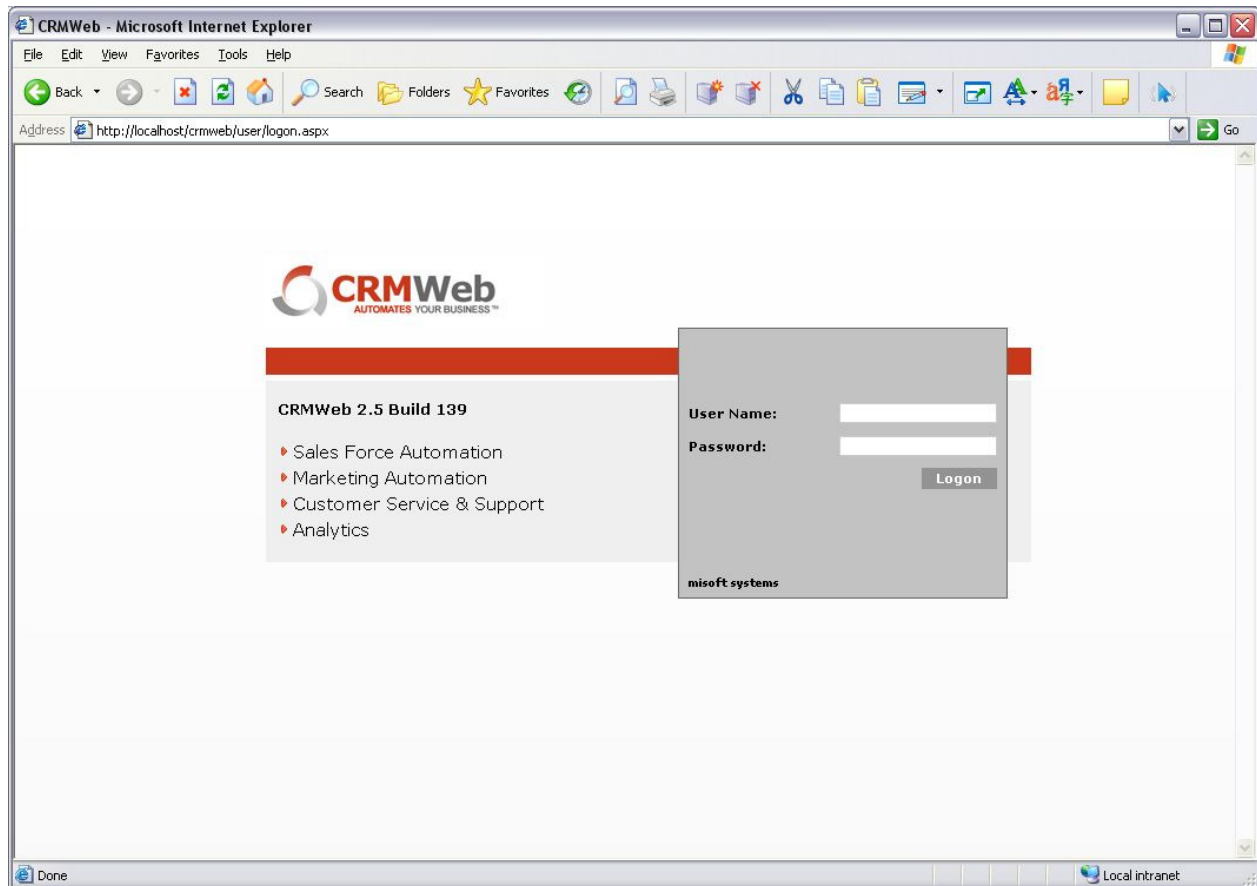 CRMWeb - Microsoft Internet Explorer
File Edit View Favorites Tools Help
Back Search Folders Favorites
Address http://localhost/crmweb/user/logon.aspx Go
CRMWeb
AUTOMATES YOUR BUSINESS™
CRMWeb 2.5 Build 139
Sales Force Automation
Marketing Automation
Customer Service & Support
Analytics
User Name:
Password:
Logon
misoft systems
Done Local intranet